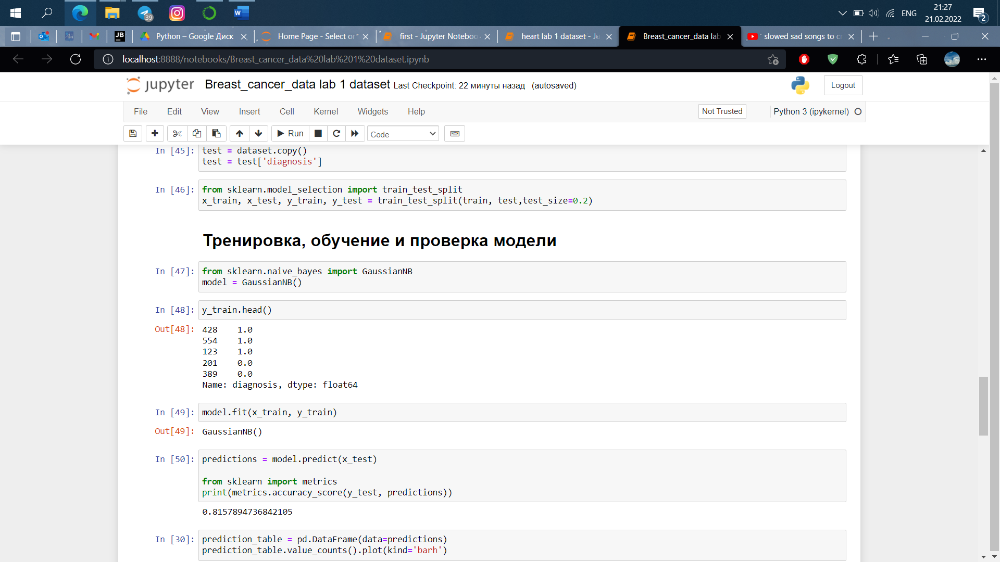 39
W
ENG
21:27
21.02.2022
2
JB
Python – Google Диск
Home Page - Select or
first - Jupyter Noteboo
heart lab 1 dataset - Ju
Breast_cancer_data lab
slowed sad songs to cr
localhost:8888/notebooks/Breast_cancer_data%20lab%201%20dataset.ipynb
jupyter Breast_cancer_data lab 1 dataset Last Checkpoint: 22 минуты назад (autosaved)
Logout
File Edit View Insert Cell Kernel Widgets Help
Not Trusted
Python 3 (ipykernel)
Run
Code
In [45]: test = dataset.copy()
test = test['diagnosis']
In [46]: from sklearn.model_selection import train_test_split
x_train, x_test, y_train, y_test = train_test_split(train, test,test_size=0.2)
Тренировка, обучение и проверка модели
In [47]: from sklearn.naive_bayes import GaussianNB
model = GaussianNB()
In [48]: y_train.head()
Out[48]: 428 1.0
554 1.0
123 1.0
201 0.0
389 0.0
Name: diagnosis, dtype: float64
In [49]: model.fit(x_train, y_train)
Out[49]: GaussianNB()
In [50]: predictions = model.predict(x_test)
from sklearn import metrics
print(metrics.accuracy_score(y_test, predictions))
0.8157894736842105
In [30]: prediction_table = pd.DataFrame(data=predictions)
prediction_table.value_counts().plot(kind='barh')